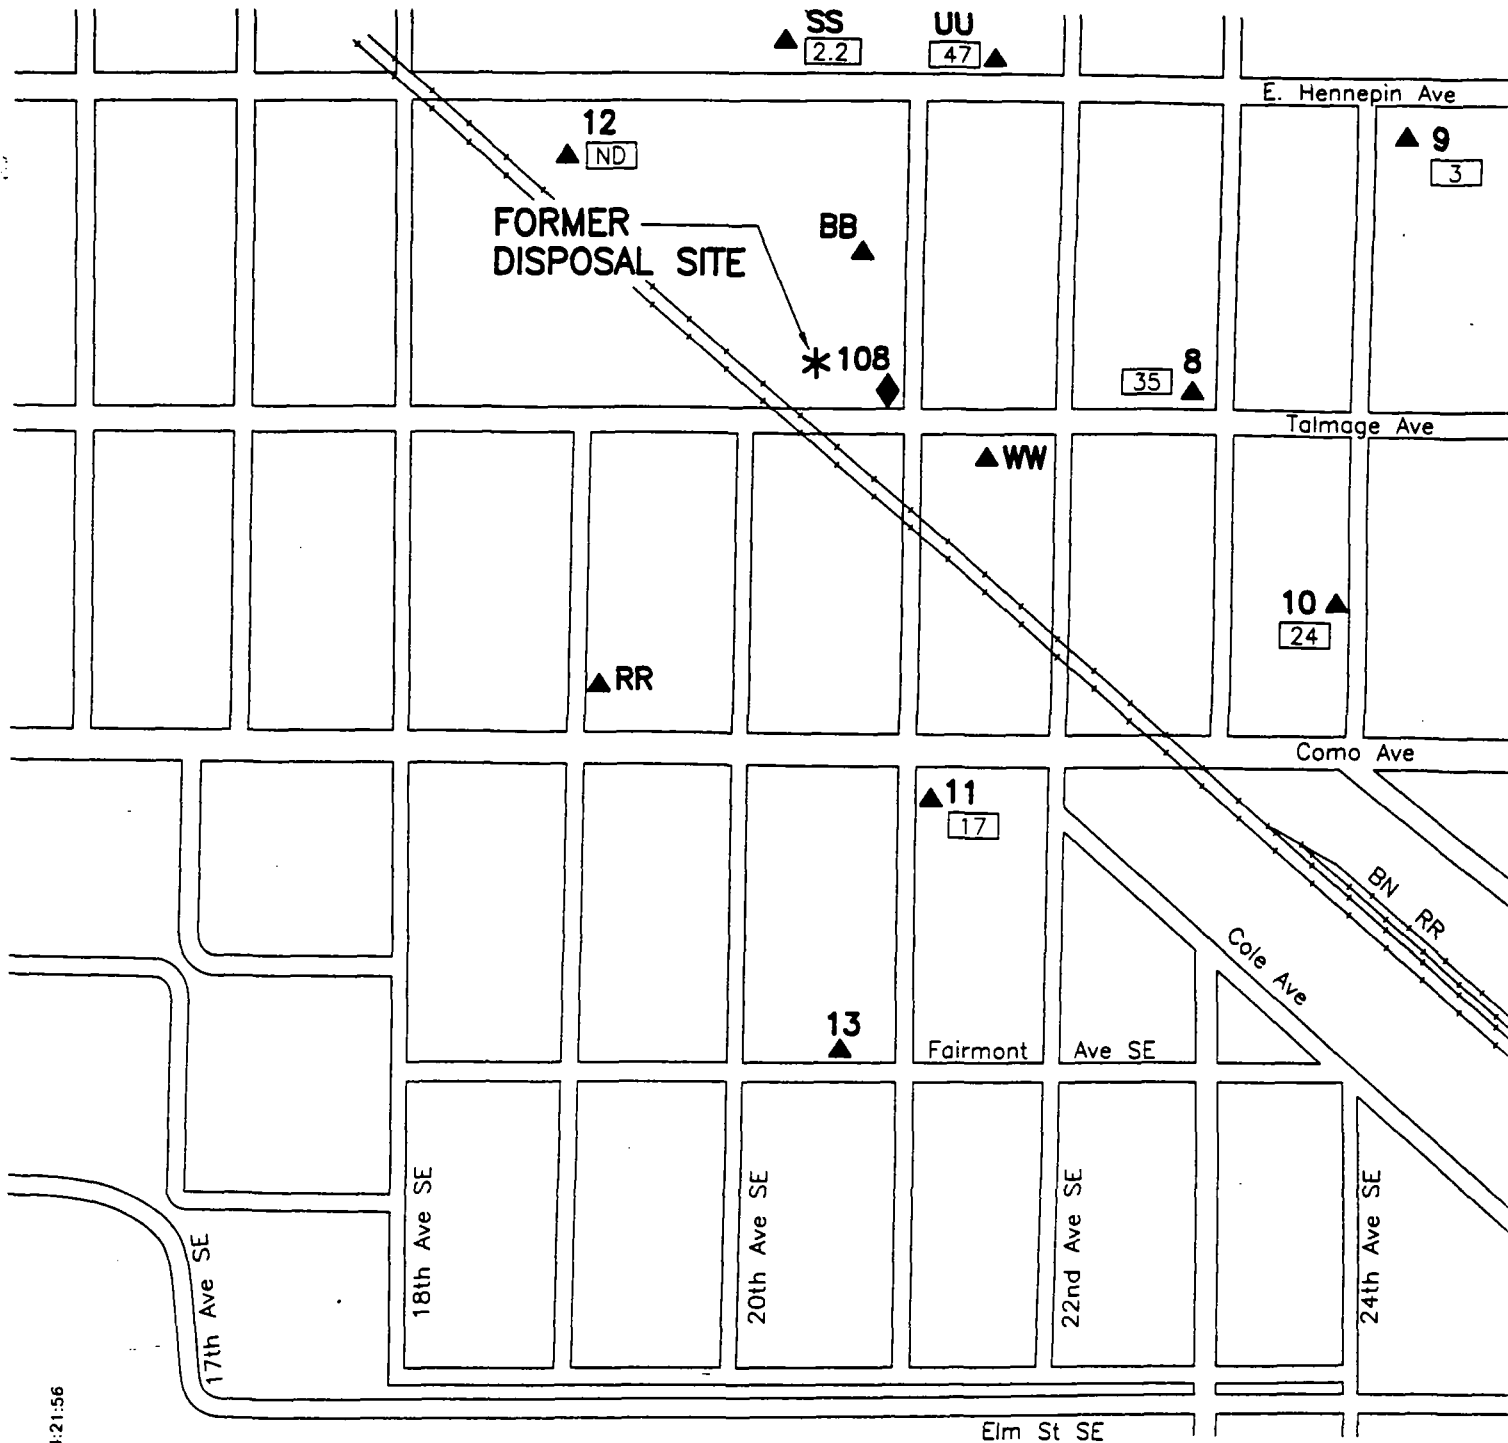 SS
2.2
UU
47
E. Hennepin Ave
12
ND
9
3
FORMER
DISPOSAL SITE
BB
108
35
8
Talmage Ave
WW
10
24
RR
Como Ave
11
17
BN RR
Cole Ave
13
Fairmont Ave SE
17th Ave SE
18th Ave SE
20th Ave SE
22nd Ave SE
24th Ave SE
Elm St SE
:21:56